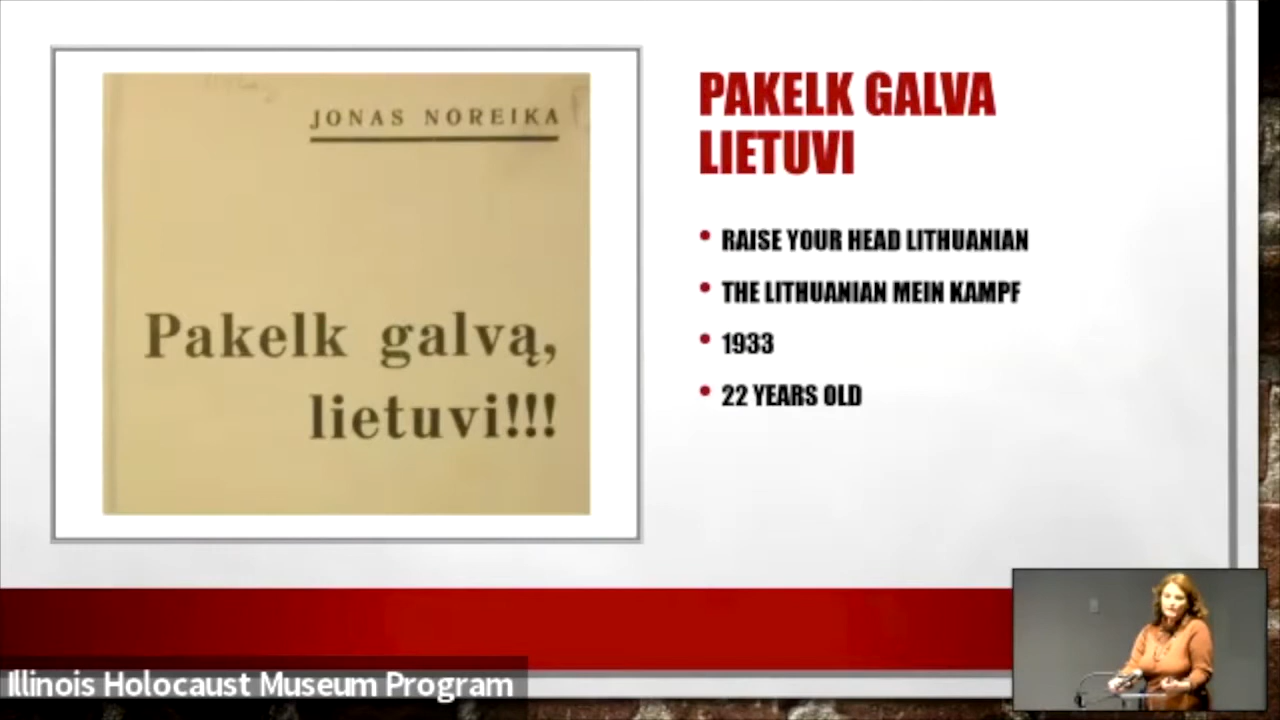 JONAS NOREIKA
Pakelk galvą,
lietuvi!!!
PAKELK GALVA
LIETUVI
• RAISE YOUR HEAD LITHUANIAN
• THE LITHUANIAN MEIN KAMPF
• 1933
• 22 YEARS OLD
Illinois Holocaust Museum Program